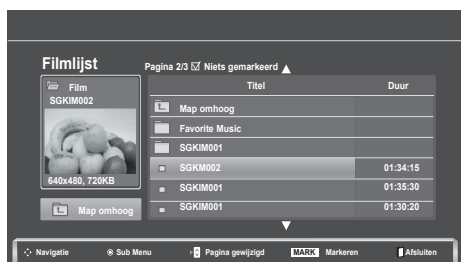 Filmlijst
Pagina 2/3 Niets gemarkeerd
Film
SGKIM002
640x480, 720KB
Map omhoog
Titel Duur
Map omhoog
Favorite Music
SGKIM001
SGKM002 01:34:15
SGKIM001 01:35:30
SGKIM001 01:30:20
Navigatie Sub Menu Pagina gewijzigd MARK Markeren Afsluiten